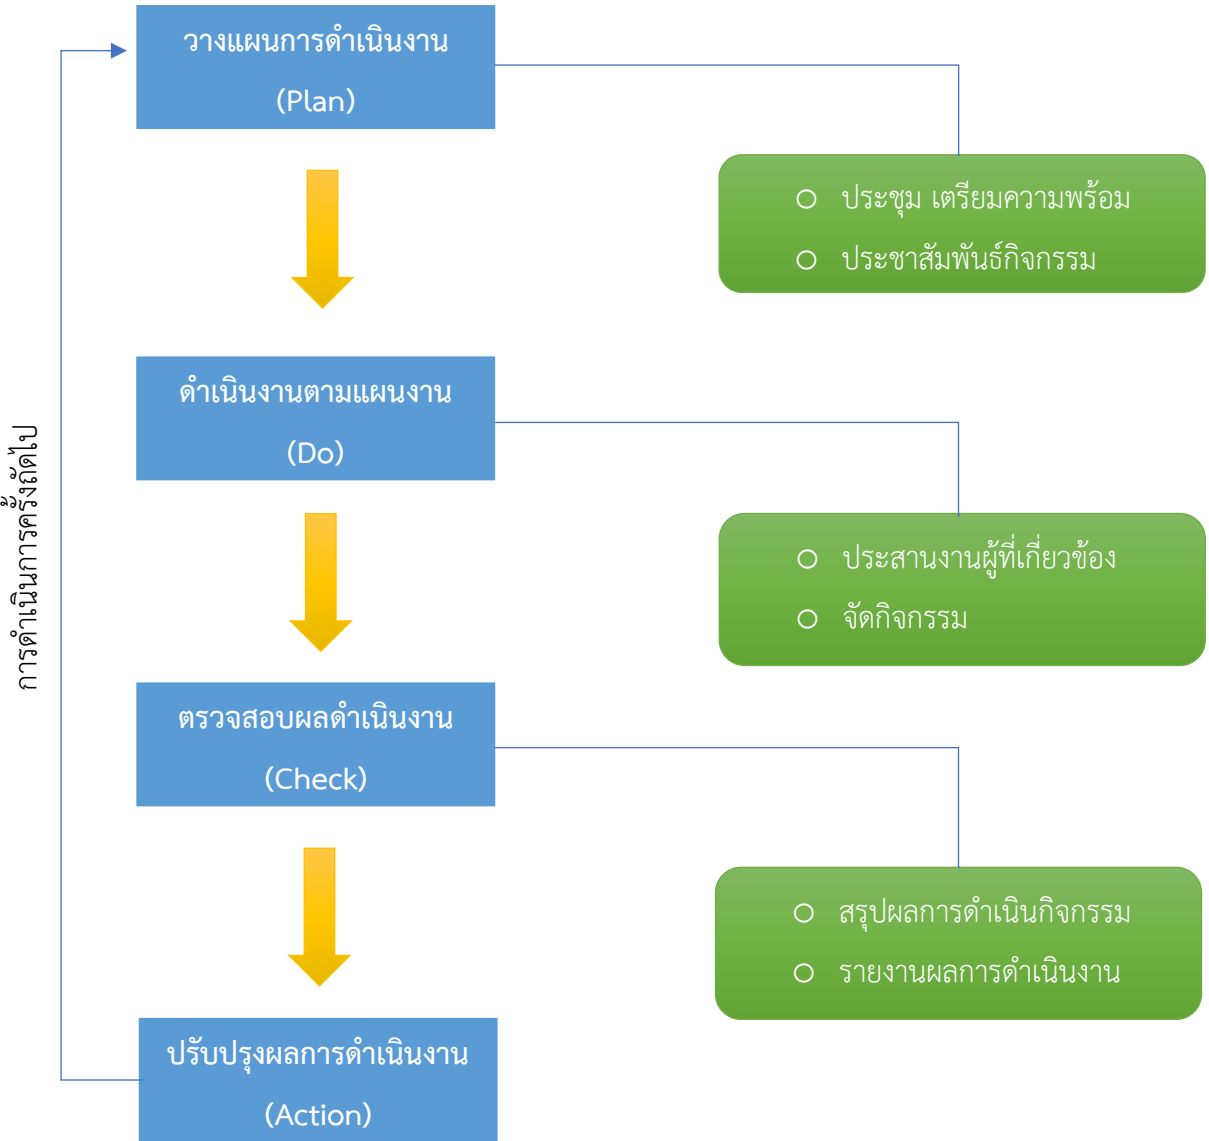 วางแผนการดำเนินงาน
(Plan)
ประชุม เตรียมความพร้อม
ประชาสัมพันธ์กิจกรรม
ดำเนินงานตามแผนงาน
(Do)
ประสานงานผู้ที่เกี่ยวข้อง
จัดกิจกรรม
การดำเนินการครั้งถัดไป
ตรวจสอบผลดำเนินงาน
(Check)
สรุปผลการดำเนินกิจกรรม
รายงานผลการดำเนินงาน
ปรับปรุงผลการดำเนินงาน
(Action)